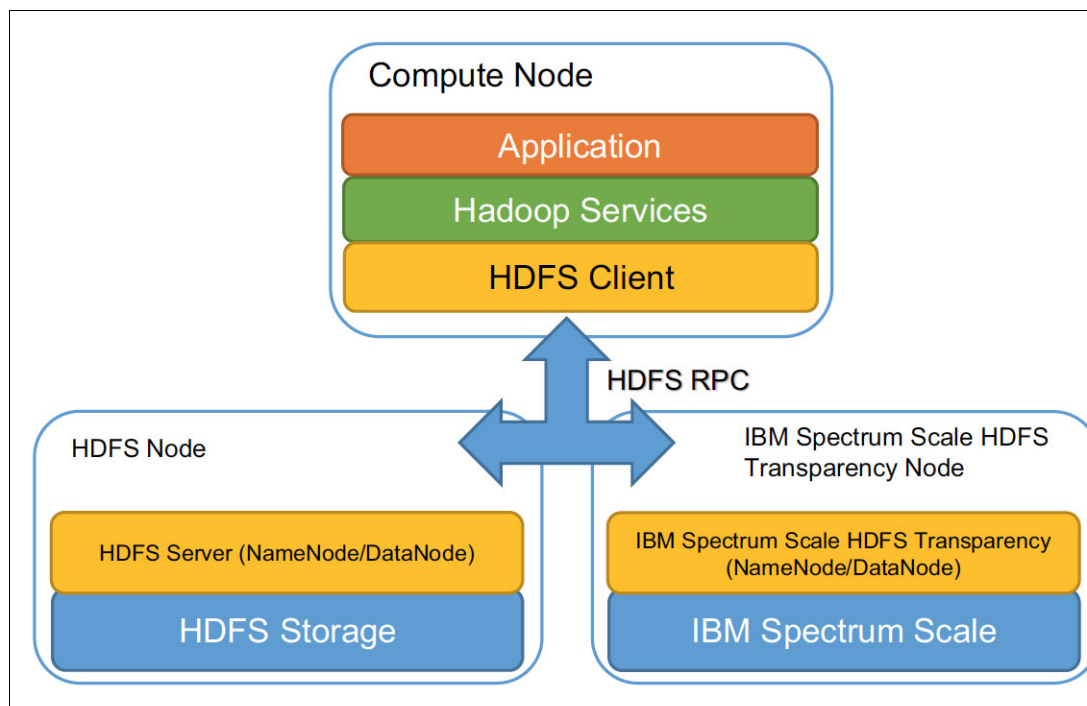 Compute Node
Application
Hadoop Services
HDFS Client
HDFS RPC
HDFS Node
HDFS Server (NameNode/DataNode)
HDFS Storage
IBM Spectrum Scale HDFS
Transparency Node
IBM Spectrum Scale HDFS Transparency
(NameNode/DataNode)
IBM Spectrum Scale